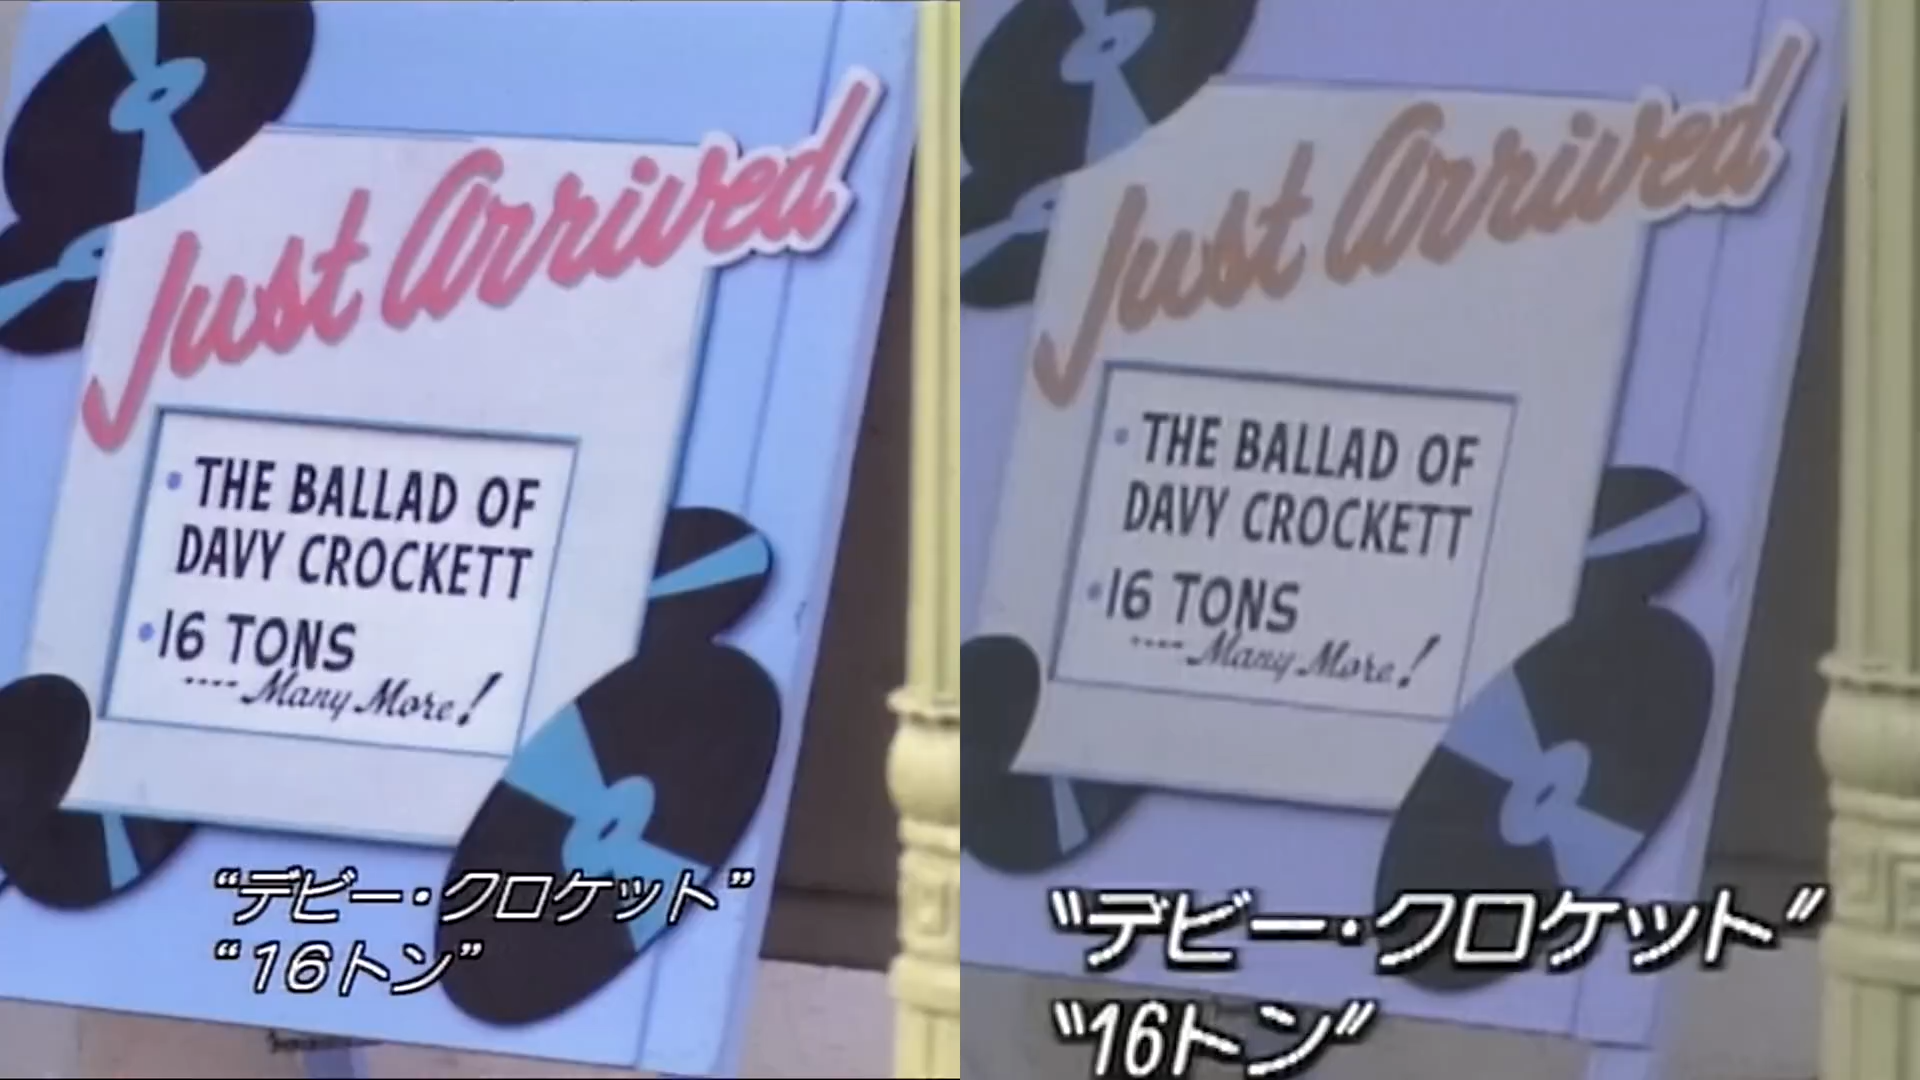 Just Arrived
• THE BALLAD OF
DAVY CROCKETT
• 16 TONS
---- Many More!
“デビー・クロケット”
“16トン”
Just Arrived
• THE BALLAD OF
DAVY CROCKETT
• 16 TONS
---- Many More!
〝デビー・クロケット〟
〝16トン〟